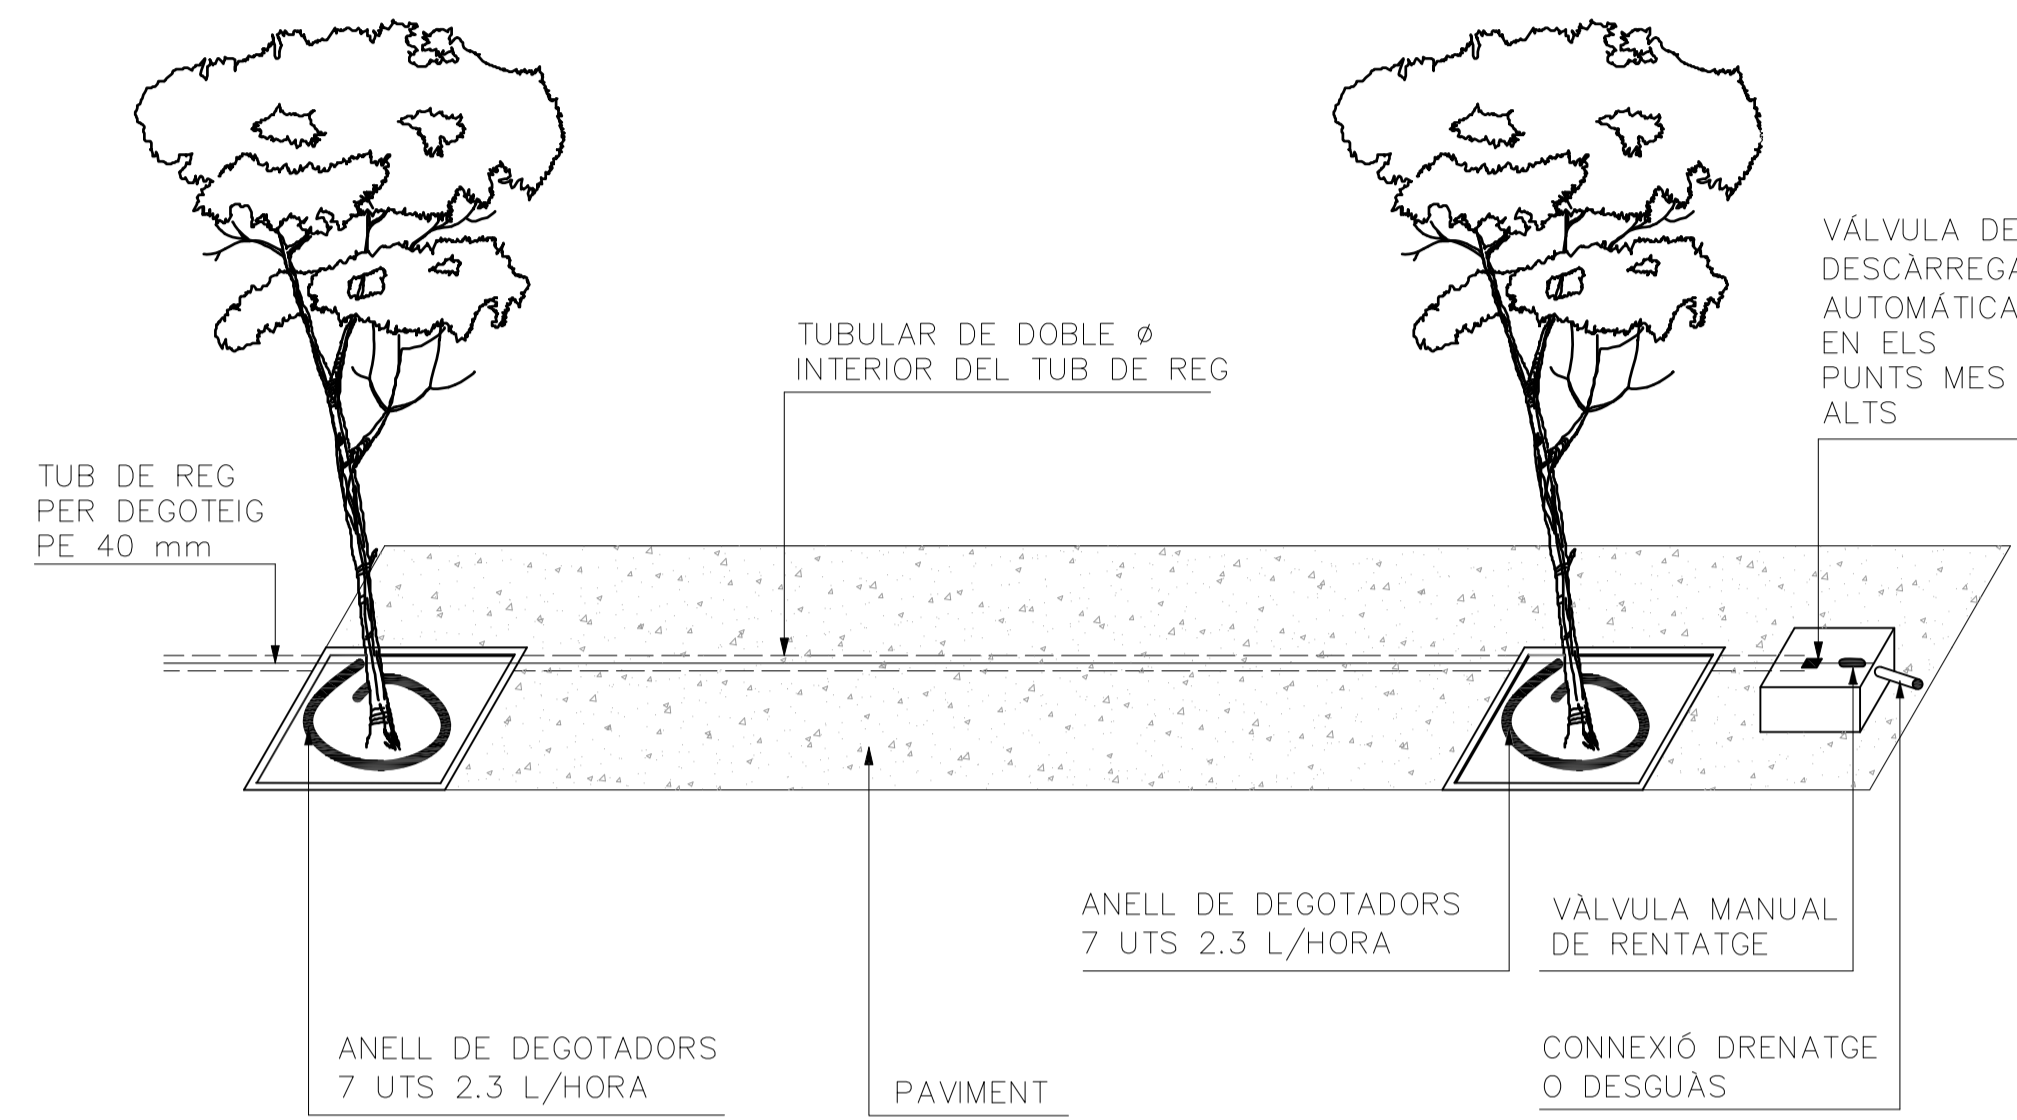 VÁLVULA DE
DESCÀRREGA
AUTOMÁTICA
EN ELS
PUNTS MES
ALTS
TUBULAR DE DOBLE Ø
INTERIOR DEL TUB DE REG
TUB DE REG
PER DEGOTEIG
PE 40 mm
ANELL DE DEGOTADORS
7 UTS 2.3 L/HORA
VÀLVULA MANUAL
DE RENTATGE
ANELL DE DEGOTADORS
7 UTS 2.3 L/HORA
PAVIMENT
CONNEXIÓ DRENATGE
O DESGUÀS